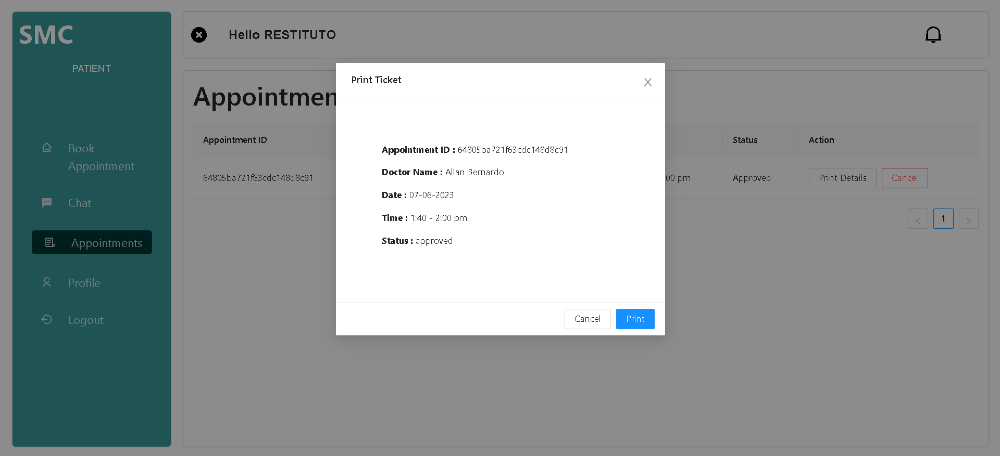 SMC
PATIENT
Book
Appointment
Chat
Appointments
Profile
Logout
Hello RESTITUTO
Appointmen
Appointment ID
Status
Action
64805ba721f63cdc148d8c91
00 pm
Approved
Print Details
Cancel
1
Print Ticket
Appointment ID : 64805ba721f63cdc148d8c91
Doctor Name : Allan Bernardo
Date : 07-06-2023
Time : 1:40 - 2:00 pm
Status : approved
Cancel
Print